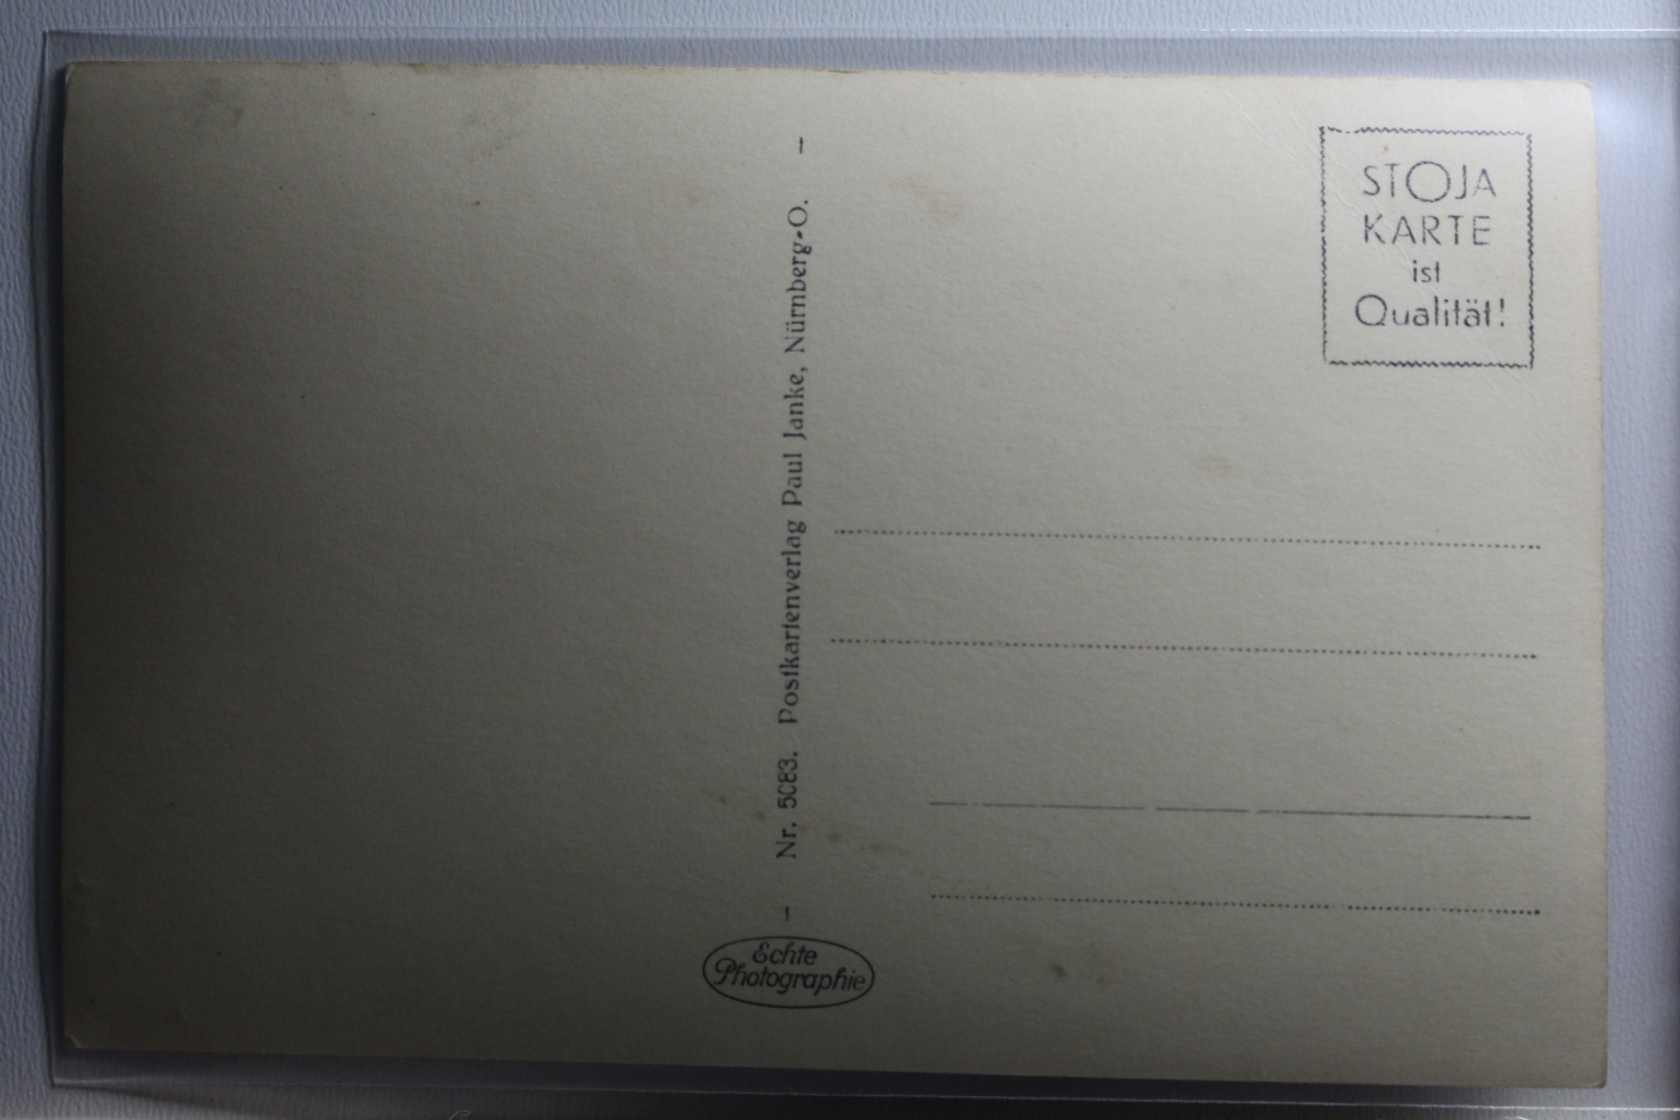 STOJA
KARTE
ist
Qualität!
– Nr. 5083. Postkartenverlag Paul Janke, Nürnberg-O. –
Echte
Photographie